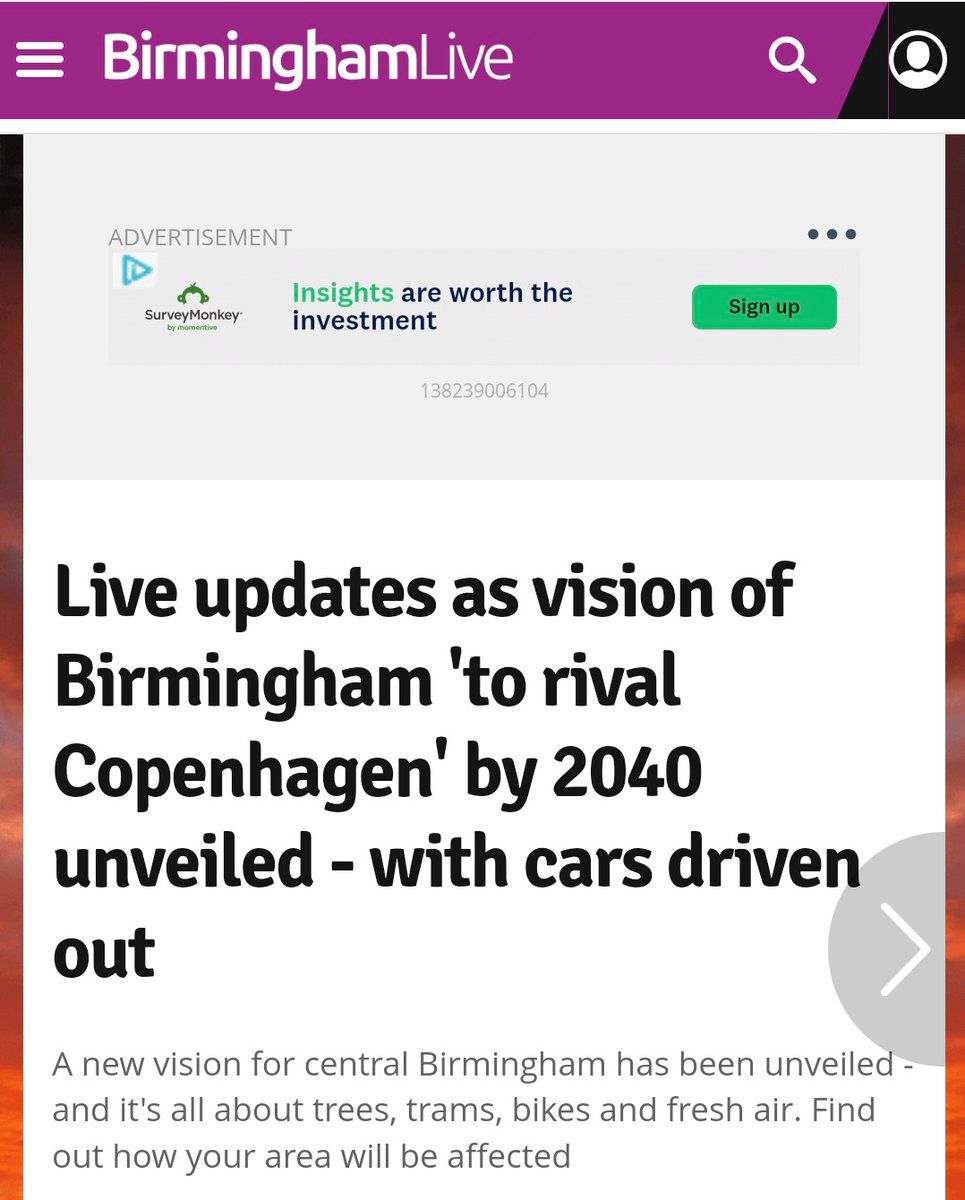 BirminghamLive
ADVERTISEMENT
SurveyMonkey
by momentive
Insights are worth the
investment
Sign up
138239006104
Live updates as vision of
Birmingham 'to rival
Copenhagen' by 2040
unveiled - with cars driven
out
A new vision for central Birmingham has been unveiled -
and it's all about trees, trams, bikes and fresh air. Find
out how your area will be affected